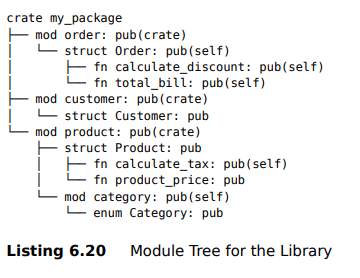 crate my_package
├── mod order: pub(crate)
│   └── struct Order: pub(self)
│       ├── fn calculate_discount: pub(self)
│       └── fn total_bill: pub(self)
├── mod customer: pub(crate)
│   └── struct Customer: pub
└── mod product: pub(crate)
    ├── struct Product: pub
    │   ├── fn calculate_tax: pub(self)
    │   └── fn product_price: pub
    └── mod category: pub(self)
        └── enum Category: pub
Listing 6.20 Module Tree for the Library